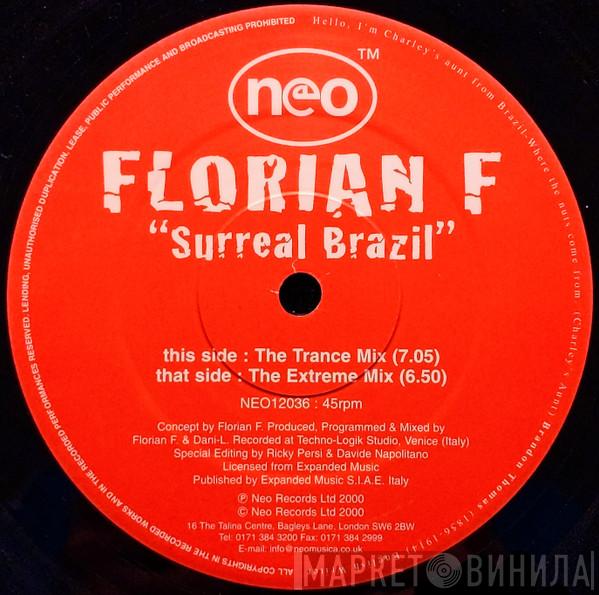 neo
TM
FLORIAN F
“Surreal Brazil”
this side : The Trance Mix (7.05)
that side : The Extreme Mix (6.50)
NEO12036 : 45rpm
Concept by Florian F. Produced, Programmed & Mixed by
Florian F. & Dani-L. Recorded at Techno-Logik Studio, Venice (Italy)
Special Editing by Ricky Persi & Davide Napolitano
Licensed from Expanded Music
Published by Expanded Music S.I.A.E. Italy
℗ Neo Records Ltd 2000
© Neo Records Ltd 2000
16 The Talina Centre, Bagleys Lane, London SW6 2BW
Tel: 0171 384 3200 Fax: 0171 384 2999
E-mail: info@neomusica.co.uk
ALL RIGHTS IN THE RECORDED WORKS AND IN THE RECORDED PERFORMANCES RESERVED. LENDING, UNAUTHORISED DUPLICATION, LEASE, PUBLIC PERFORMANCE AND BROADCASTING PROHIBITED
Hello, I'm Charley's aunt from Brazil-Where the nuts come from. (Charley's Aunt) Brandon Thomas (1856-1914) English Writer
МАРКЕТ ВИНИЛА